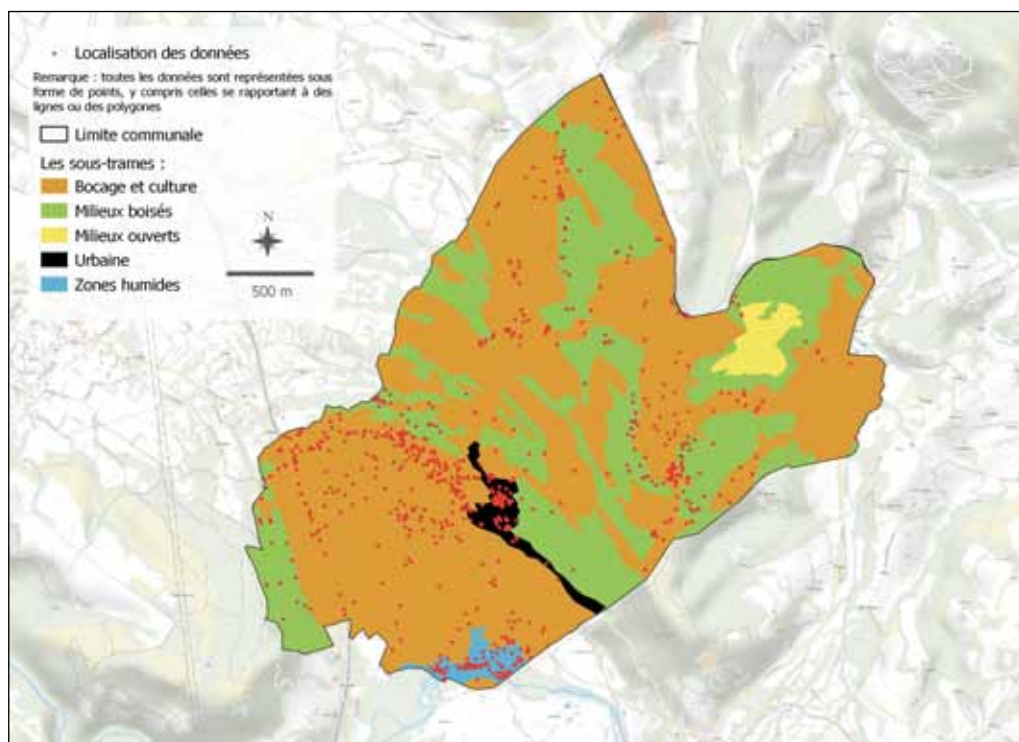 Localisation des données
Remarque : toutes les données sont représentées sous
forme de points, y compris celles se rapportant à des
lignes ou des polygones
Limite communale
Les sous-trames :
Bocage et culture
Milieux boisés
Milieux ouverts
Urbaine
Zones humides
N
500 m